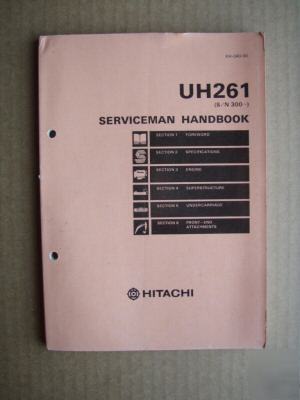 UH261
(S/N 300-)
SERVICEMAN HANDBOOK
SECTION 1 FOREWORD
SECTION 2 SPECIFICATIONS
SECTION 3 ENGINE
SECTION 4 SUPERSTRUCTURE
SECTION 5 UNDERCARRIAGE
SECTION 6 FRONT-END
ATTACHMENTS
HITACHI